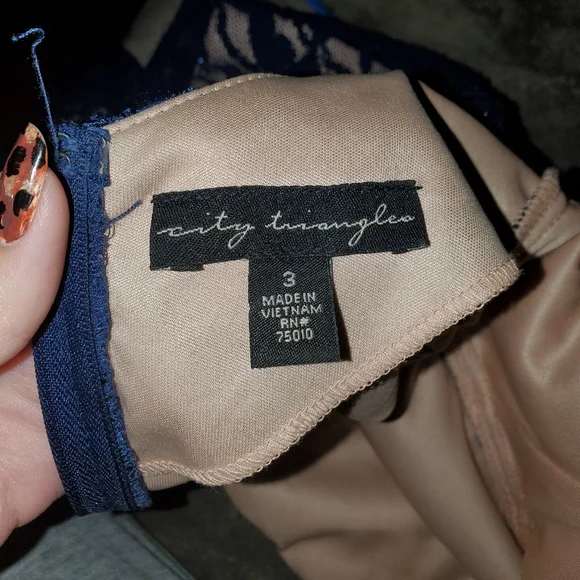 city triangles
3
MADE IN
VIETNAM
RN#
75010